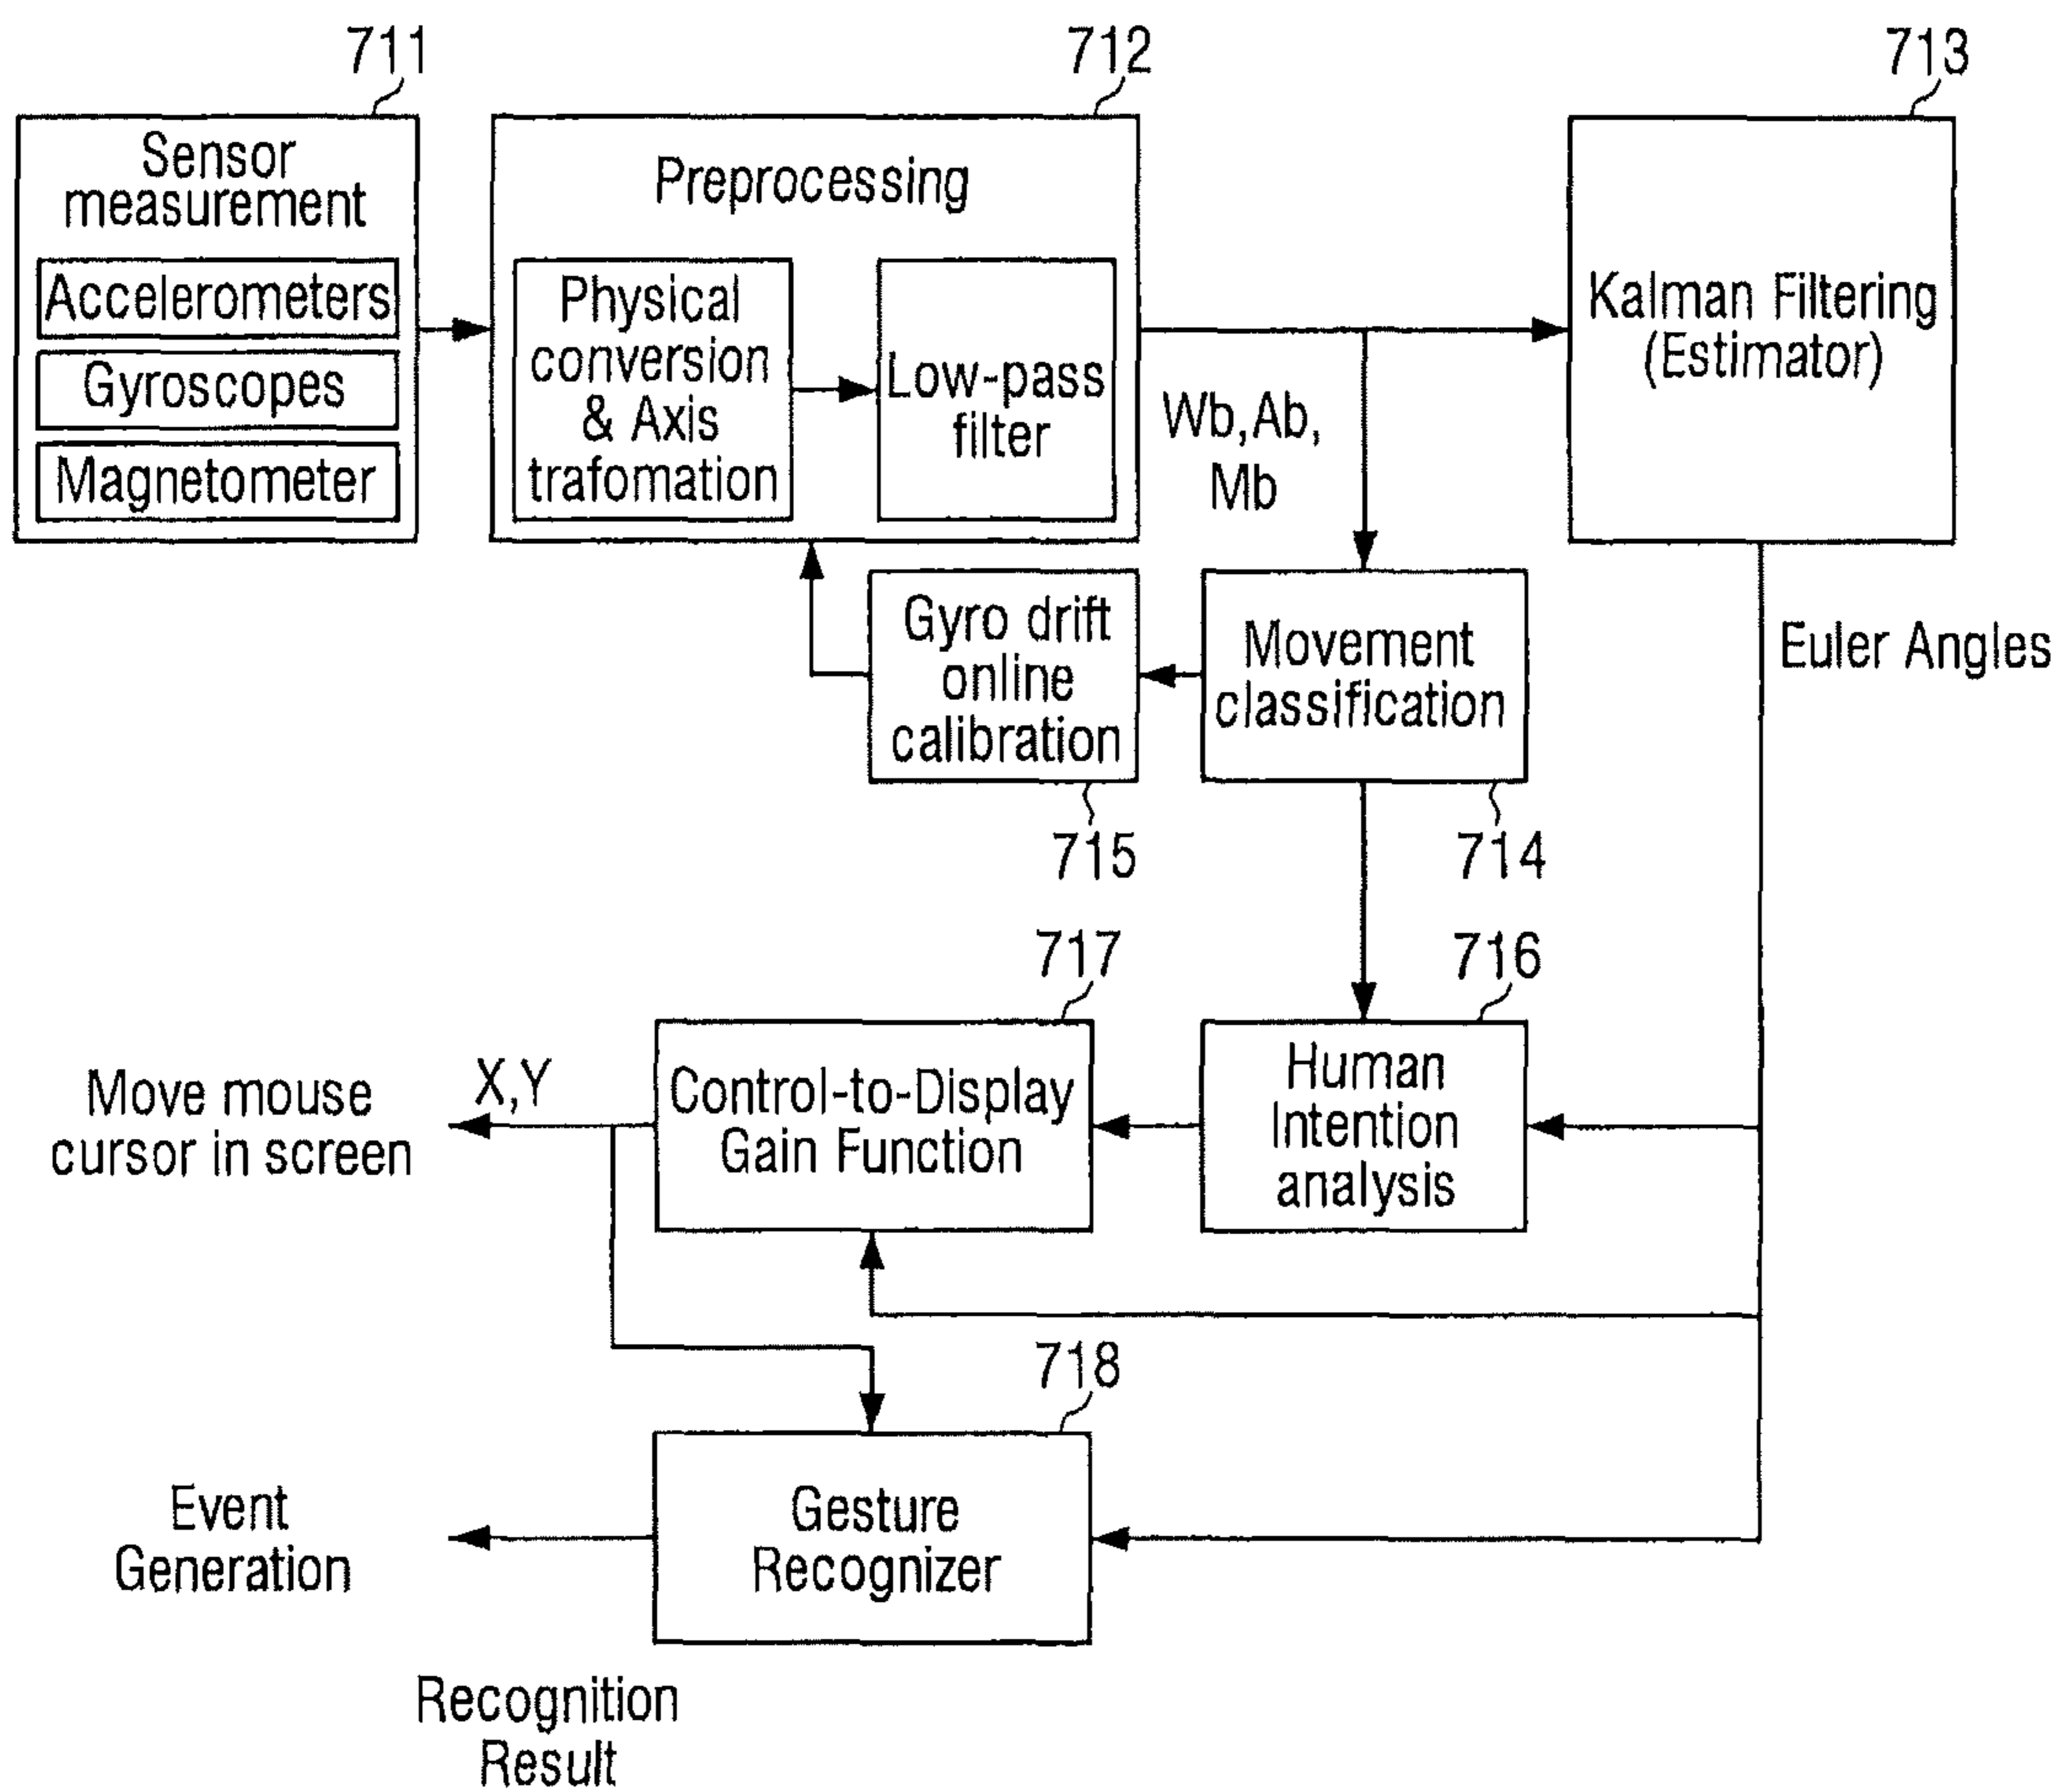 711
712
713
Sensor
measurement
Accelerometers
Gyroscopes
Magnetometer
Preprocessing
Physical
conversion
& Axis
trafomation
Low-pass
filter
Wb, Ab,
Mb
Kalman Filtering
(Estimator)
Gyro drift
online
calibration
Movement
classification
Euler Angles
715
714
717
716
Move mouse
cursor in screen
X,Y
Control-to-Display
Gain Function
Human
Intention
analysis
718
Event
Generation
Gesture
Recognizer
Recognition
Result